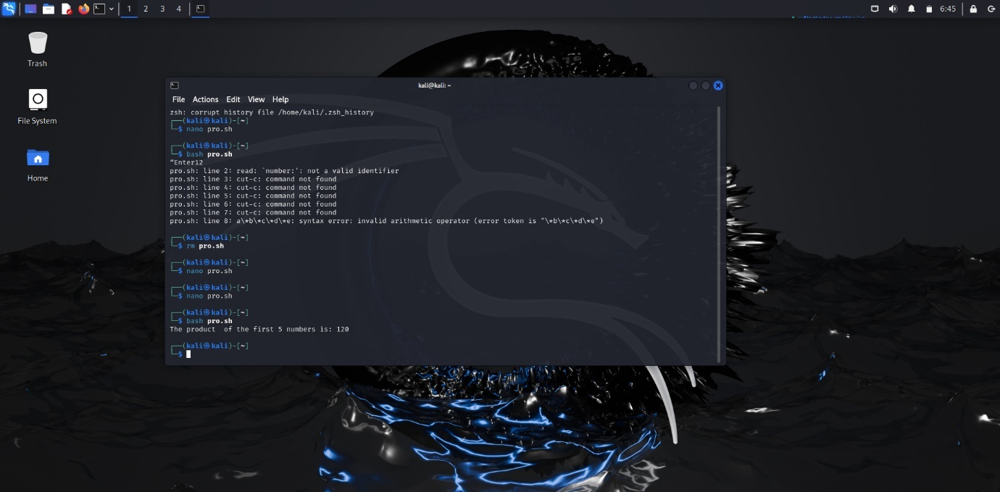 1 2 3 4
6:45
Trash
File System
Home
kali@kali: ~
File Actions Edit View Help
zsh: corrupt history file /home/kali/.zsh_history
┌──(kali㉿kali)-[~]
└─$ nano pro.sh
┌──(kali㉿kali)-[~]
└─$ bash pro.sh
“Enter12
pro.sh: line 2: read: `number:': not a valid identifier
pro.sh: line 3: cut-c: command not found
pro.sh: line 4: cut-c: command not found
pro.sh: line 5: cut-c: command not found
pro.sh: line 6: cut-c: command not found
pro.sh: line 7: cut-c: command not found
pro.sh: line 8: a\*b\*c\*d\*e: syntax error: invalid arithmetic operator (error token is "\*b\*c\*d\*e")
┌──(kali㉿kali)-[~]
└─$ rm pro.sh
┌──(kali㉿kali)-[~]
└─$ nano pro.sh
┌──(kali㉿kali)-[~]
└─$ nano pro.sh
┌──(kali㉿kali)-[~]
└─$ bash pro.sh
The product  of the first 5 numbers is: 120
┌──(kali㉿kali)-[~]
└─$